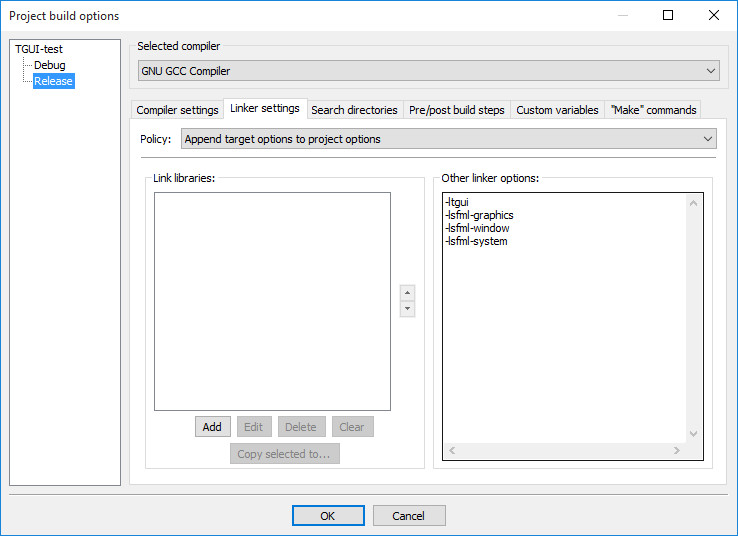 Project build options
TGUI-test
Debug
Release
Selected compiler
GNU GCC Compiler
Compiler settings
Linker settings
Search directories
Pre/post build steps
Custom variables
"Make" commands
Policy:
Append target options to project options
Link libraries:
Add
Edit
Delete
Clear
Copy selected to...
Other linker options:
-ltgui
-lsfml-graphics
-lsfml-window
-lsfml-system
OK
Cancel